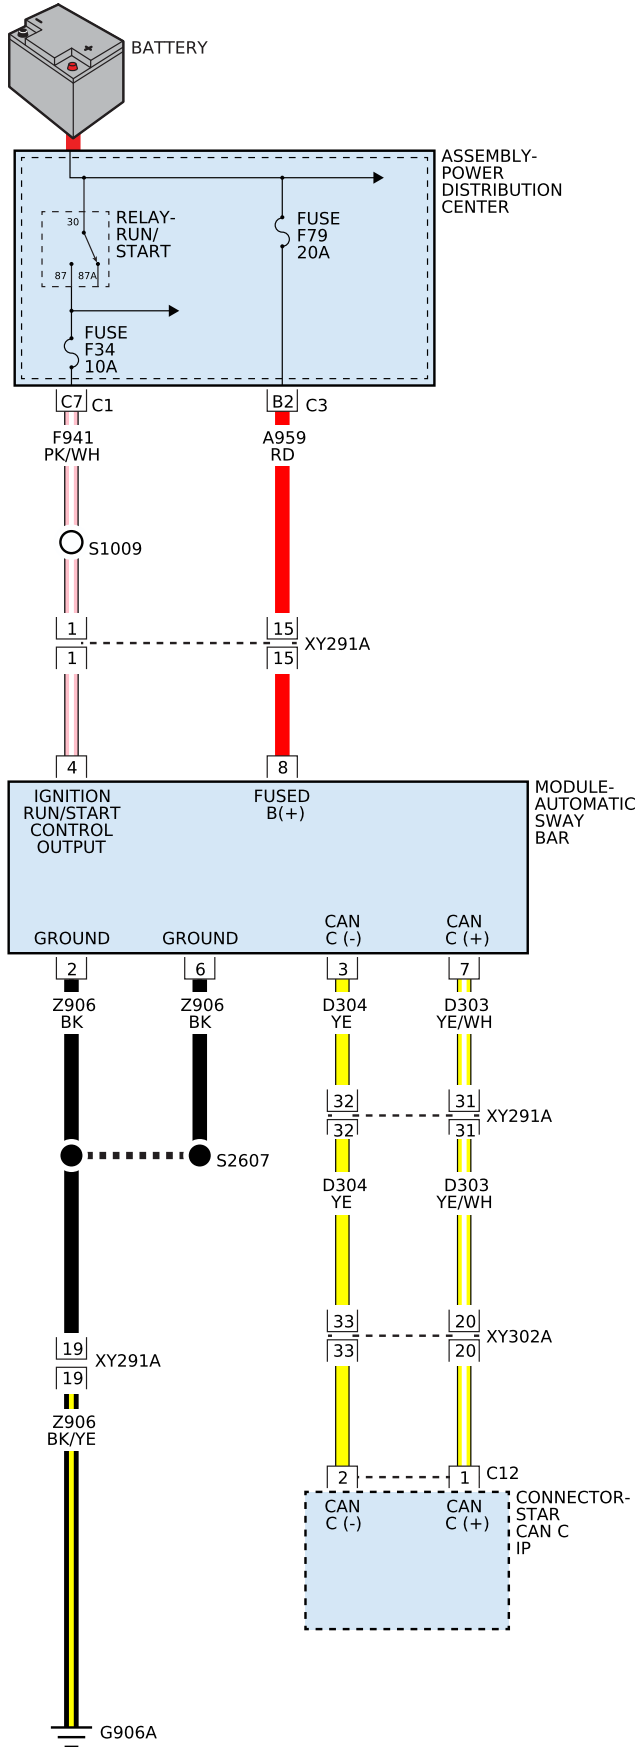 BATTERY
ASSEMBLY-
POWER
DISTRIBUTION
CENTER
30
RELAY-
RUN/
START
87
87A
FUSE
F79
20A
FUSE
F34
10A
C7
C1
B2
C3
F941
PK/WH
A959
RD
S1009
1
15
XY291A
1
15
4
8
MODULE-
AUTOMATIC
SWAY
BAR
IGNITION
RUN/START
CONTROL
OUTPUT
FUSED
B(+)
GROUND
GROUND
CAN
C (-)
CAN
C (+)
2
6
3
7
Z906
BK
Z906
BK
D304
YE
D303
YE/WH
32
31
XY291A
32
31
S2607
D304
YE
D303
YE/WH
33
20
XY302A
33
20
19
XY291A
19
Z906
BK/YE
2
1
C12
CONNECTOR-
STAR
CAN C
IP
CAN
C (-)
CAN
C (+)
G906A